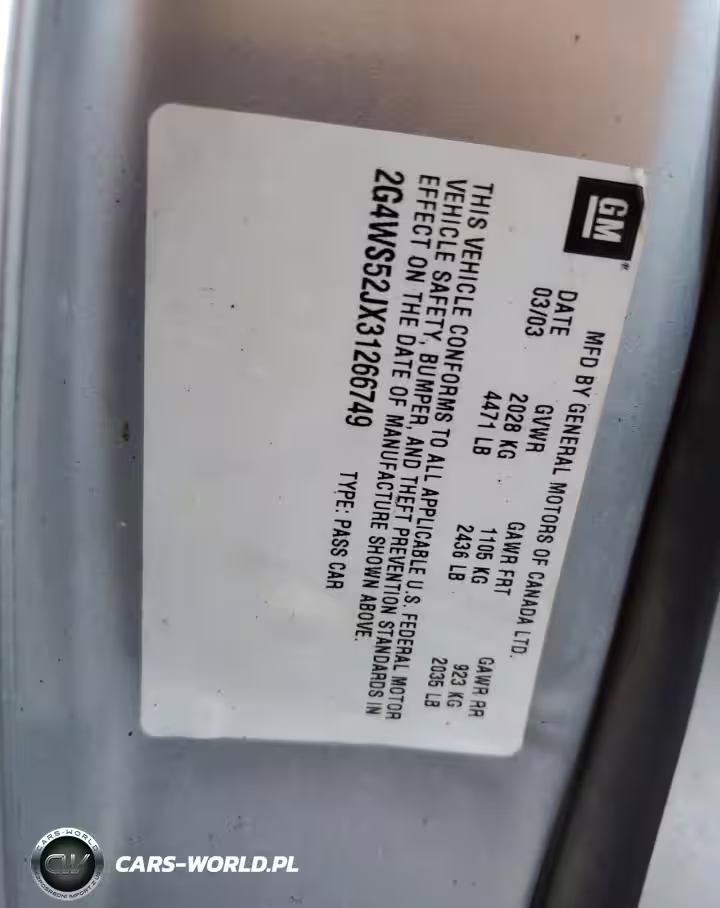 GM
MFD BY GENERAL MOTORS OF CANADA LTD.
DATE GVWR GAWR FRT GAWR RR
03/03 2028 KG 1105 KG 923 KG
4471 LB 2436 LB 2035 LB
THIS VEHICLE CONFORMS TO ALL APPLICABLE U.S. FEDERAL MOTOR
VEHICLE SAFETY, BUMPER, AND THEFT PREVENTION STANDARDS IN
EFFECT ON THE DATE OF MANUFACTURE SHOWN ABOVE.
2G4WS52JX31266749 TYPE: PASS CAR
CARS-WORLD
CW
CARS-WORLD.PL